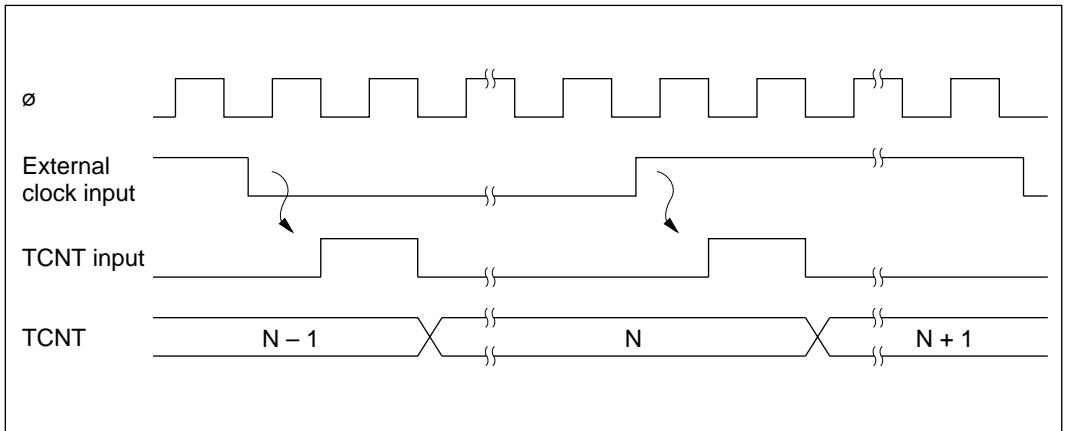 ø
External
clock input
TCNT input
TCNT
N – 1
N
N + 1